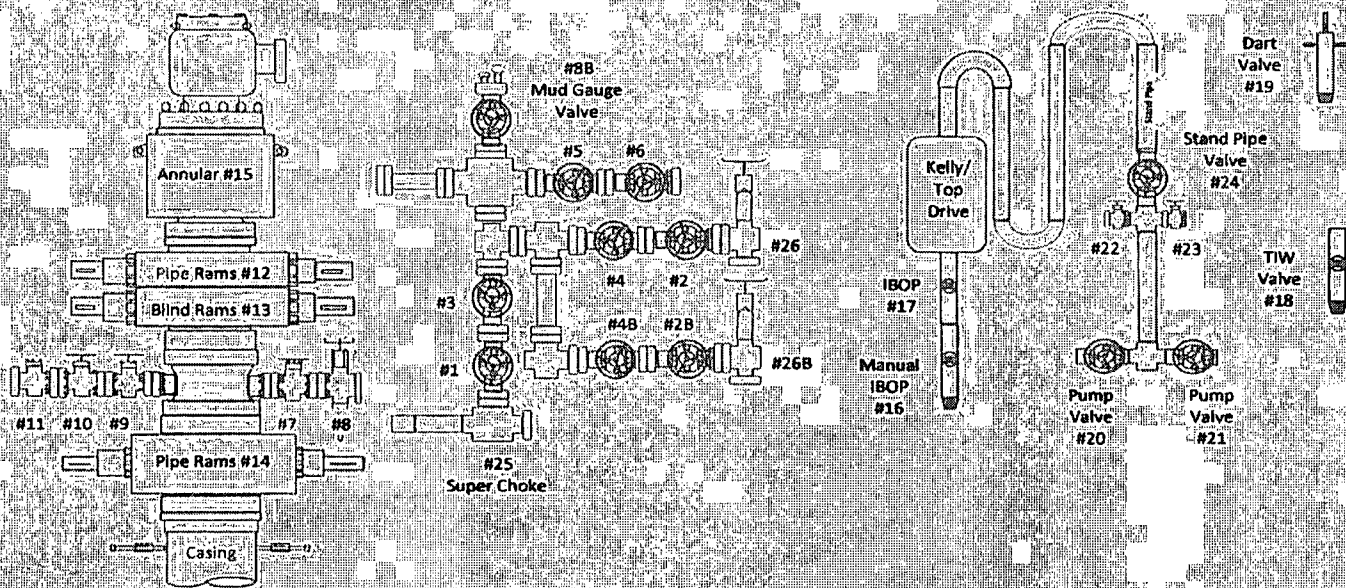 Annular #15
Pipe Rams #12
Blind Rams #13
#11
#10
#9
#7
#8
Pipe Rams #14
Casing
#8B
Mud Gauge
Valve
#5
#6
#26
#3
#4
#2
#4B
#2B
#26B
#1
#25
Super Choke
Kelly/
Top
Drive
IBOP
#17
Manual
IBOP
#16
Stand Pipe
Stand Pipe
Valve
#24
#22
#23
Pump
Valve
#20
Pump
Valve
#21
Dart
Valve
#19
TIW
Valve
#18